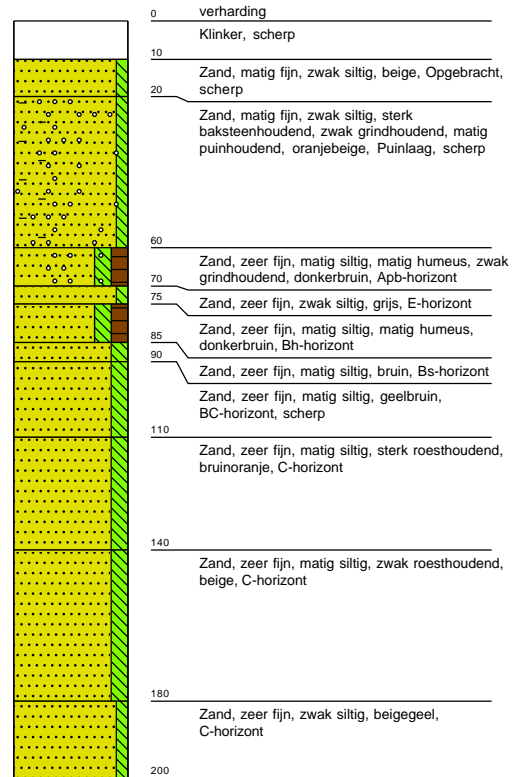 0
verharding
Klinker, scherp
10
Zand, matig fijn, zwak siltig, beige, Opgebracht,
scherp
20
Zand, matig fijn, zwak siltig, sterk
baksteenhoudend, zwak grindhoudend, matig
puinhoudend, oranjebeige, Puinlaag, scherp
60
Zand, zeer fijn, matig siltig, matig humeus, zwak
grindhoudend, donkerbruin, Apb-horizont
70
Zand, zeer fijn, zwak siltig, grijs, E-horizont
75
Zand, zeer fijn, matig siltig, matig humeus,
donkerbruin, Bh-horizont
85
Zand, zeer fijn, matig siltig, bruin, Bs-horizont
90
Zand, zeer fijn, matig siltig, geelbruin,
BC-horizont, scherp
110
Zand, zeer fijn, matig siltig, sterk roesthoudend,
bruinoranje, C-horizont
140
Zand, zeer fijn, matig siltig, zwak roesthoudend,
beige, C-horizont
180
Zand, zeer fijn, zwak siltig, beigegeel,
C-horizont
200